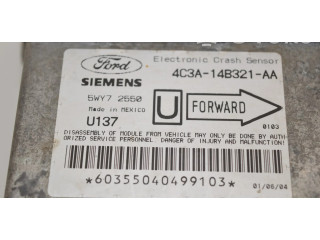 Ford
Electronic Crash Sensor
SIEMENS
4C3A-14B321-AA
5WY7 2550
Made in MEXICO
U137
U
FORWARD
0103
DISASSEMBLY OF MODULE FROM VEHICLE MAY ONLY BE DONE BY AUTH-
ORIZED SERVICE PERSONNEL. DANGER OF INJURY AND MALFUNCTION!
*60355040499103*
01/06/04